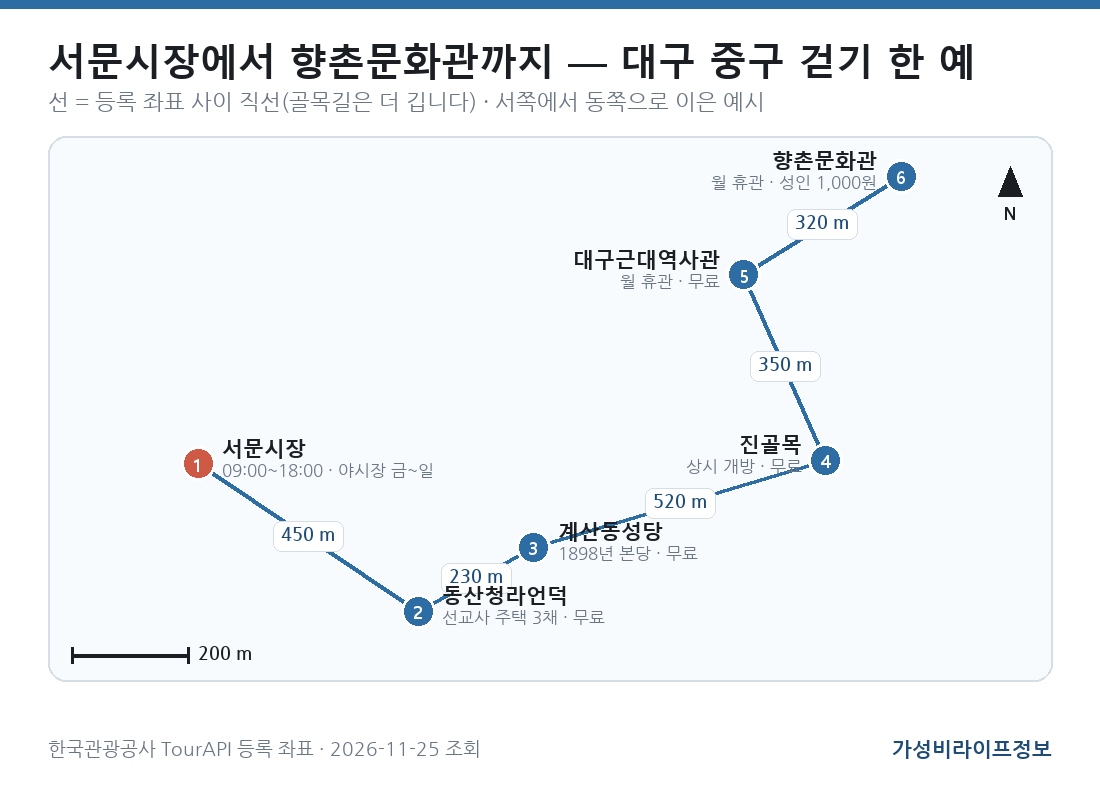 서문시장에서 향촌문화관까지 — 대구 중구 걷기 한 예
선 = 등록 좌표 사이 직선(골목길은 더 깁니다) · 서쪽에서 동쪽으로 이은 예시
향촌문화관
월 휴관 · 성인 1,000원
6
N
320 m
대구근대역사관
월 휴관 · 무료
5
350 m
진골목
상시 개방 · 무료
4
서문시장
09:00~18:00 · 야시장 금~일
1
520 m
450 m
계산동성당
1898년 본당 · 무료
3
230 m
동산청라언덕
선교사 주택 3채 · 무료
2
200 m
한국관광공사 TourAPI 등록 좌표 · 2026-11-25 조회
가성비라이프정보